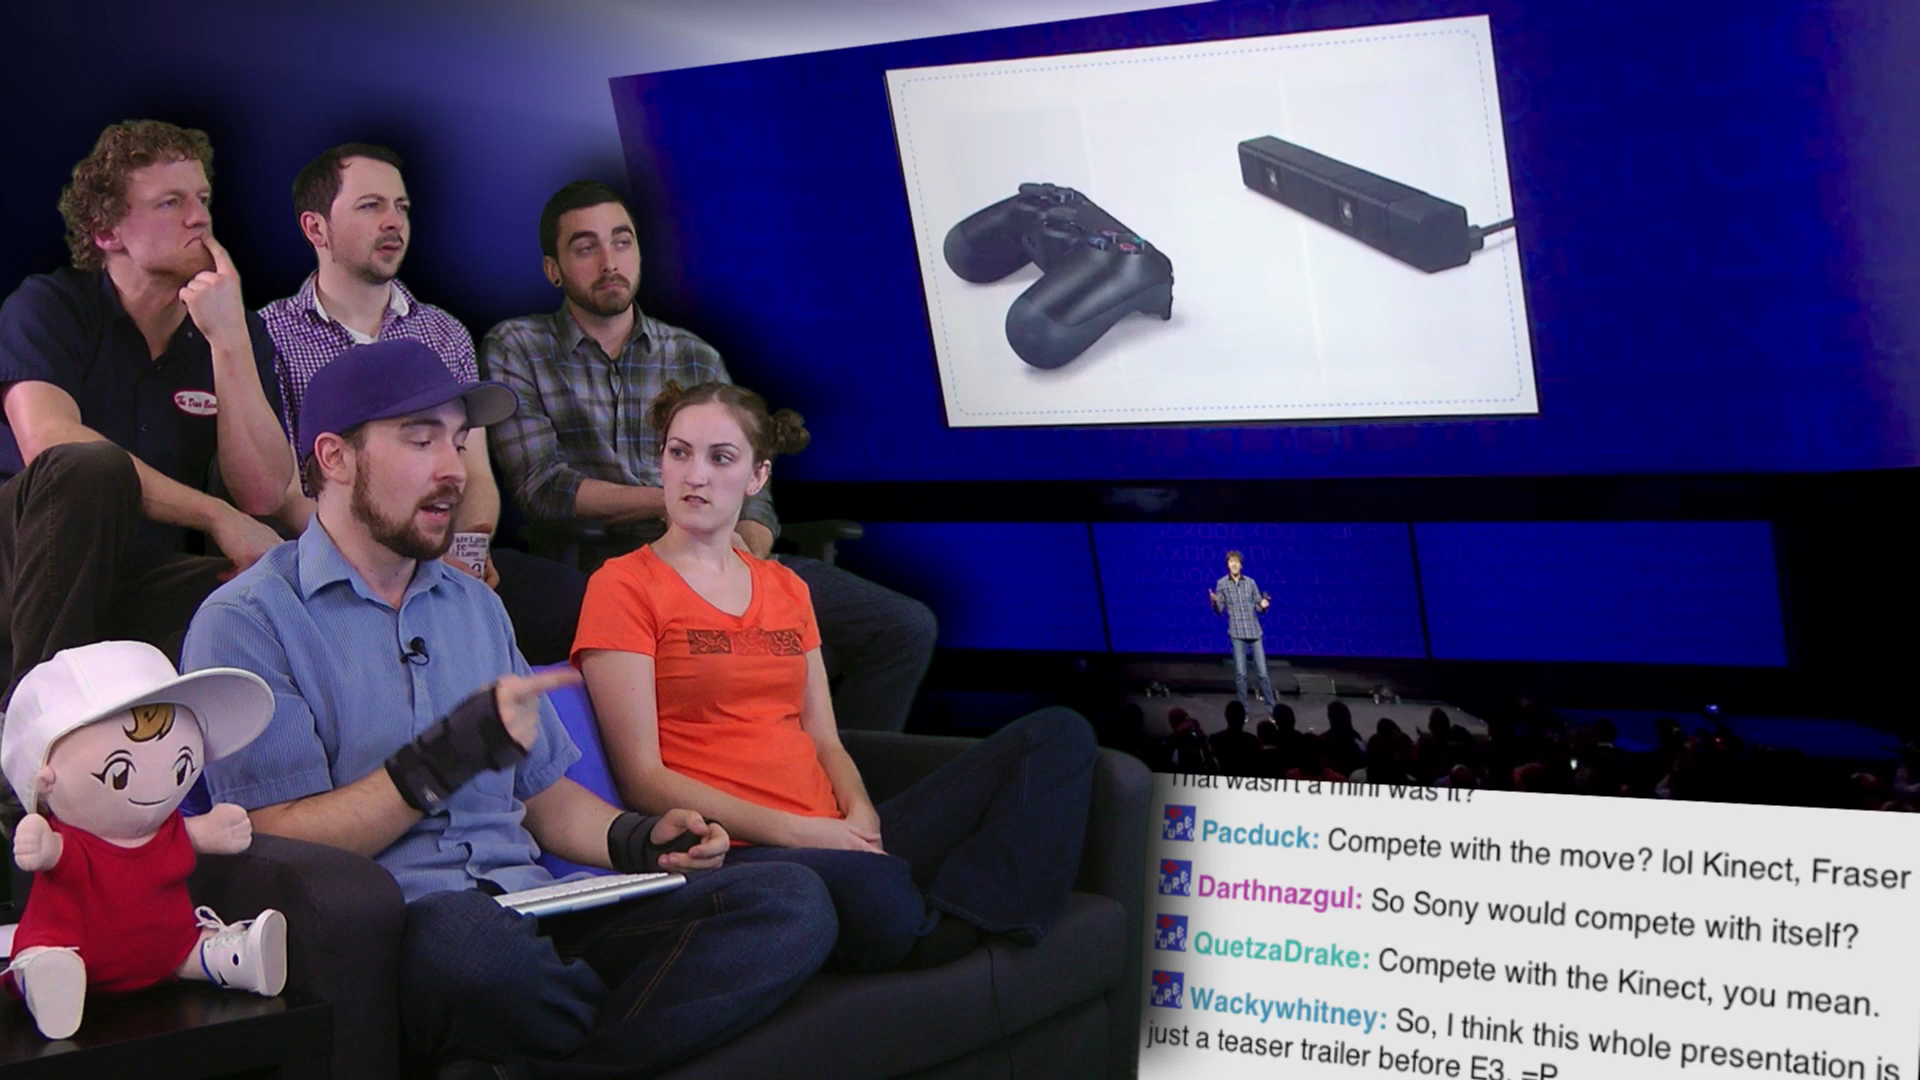 That wasn't a mini was it?
Pacduck: Compete with the move? lol Kinect, Fraser
Darthnazgul: So Sony would compete with itself?
QuetzaDrake: Compete with the Kinect, you mean.
Wackywhitney: So, I think this whole presentation is
just a teaser trailer before E3. =P